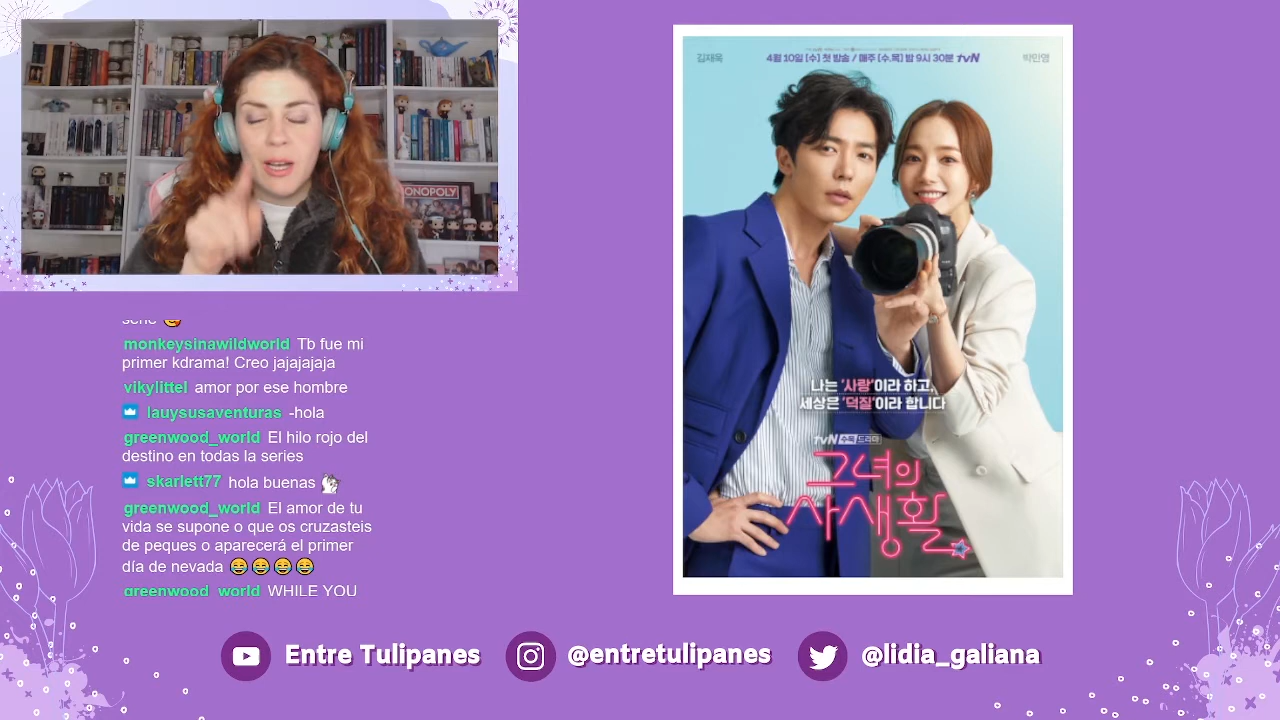 MONOPOLY
serie
monkeysinawildworld Tb fue mi
primer kdrama! Creo jajajajaja
vikylittel amor por ese hombre
lauysusaventuras -hola
greenwood_world El hilo rojo del
destino en todas la series
skarlett77 hola buenas
greenwood_world El amor de tu
vida se supone o que os cruzasteis
de peques o aparecerá el primer
día de nevada 😂😂😂😂
greenwood_world WHILE YOU
김재욱
4월 10일 [수] 첫 방송 / 매주 [수.목] 밤 9시 30분 tvN
박민영
나는 '사랑'이라 하고,
세상은 '덕질'이라 합니다
tvN 수목 드라마
그녀의
사생활
Entre Tulipanes
@entretulipanes
@lidia_galiana